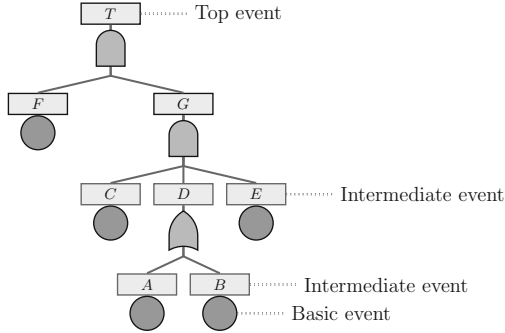 T Top event
F G
C D E Intermediate event
A B Intermediate event
Basic event